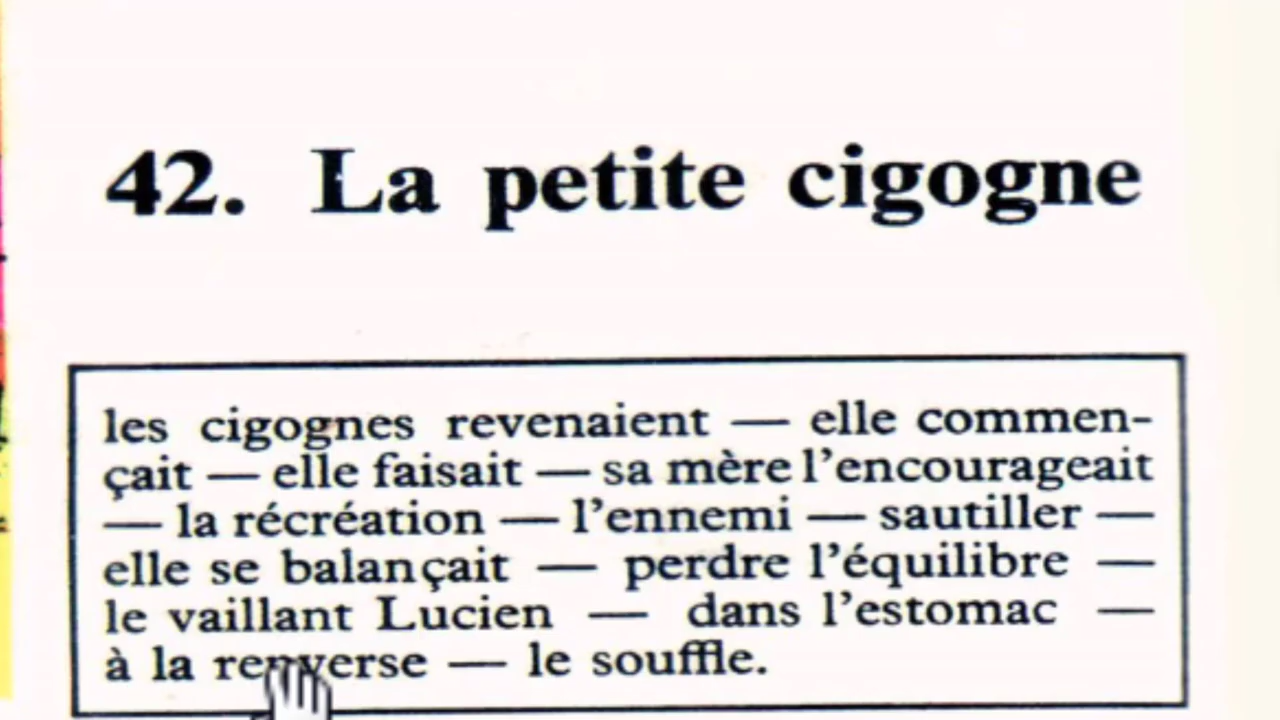 42. La petite cigogne
les cigognes revenaient — elle commen-
çait — elle faisait — sa mère l'encourageait
— la récréation — l'ennemi — sautiller —
elle se balançait — perdre l'équilibre —
le vaillant Lucien — dans l'estomac —
à la renverse — le souffle.